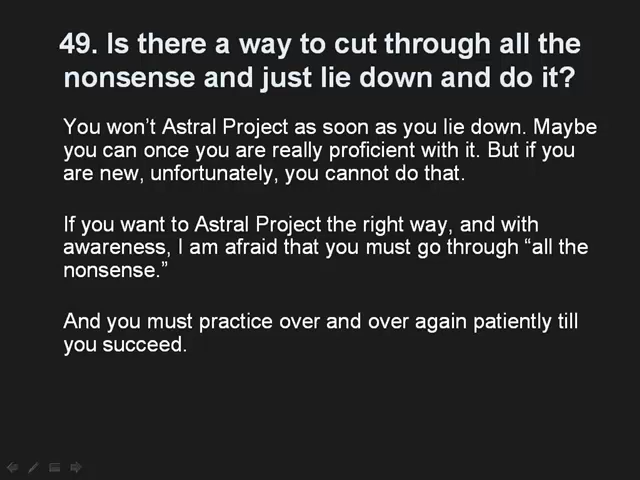 49. Is there a way to cut through all the
nonsense and just lie down and do it?
You won’t Astral Project as soon as you lie down. Maybe
you can once you are really proficient with it. But if you
are new, unfortunately, you cannot do that.
If you want to Astral Project the right way, and with
awareness, I am afraid that you must go through “all the
nonsense.”
And you must practice over and over again patiently till
you succeed.